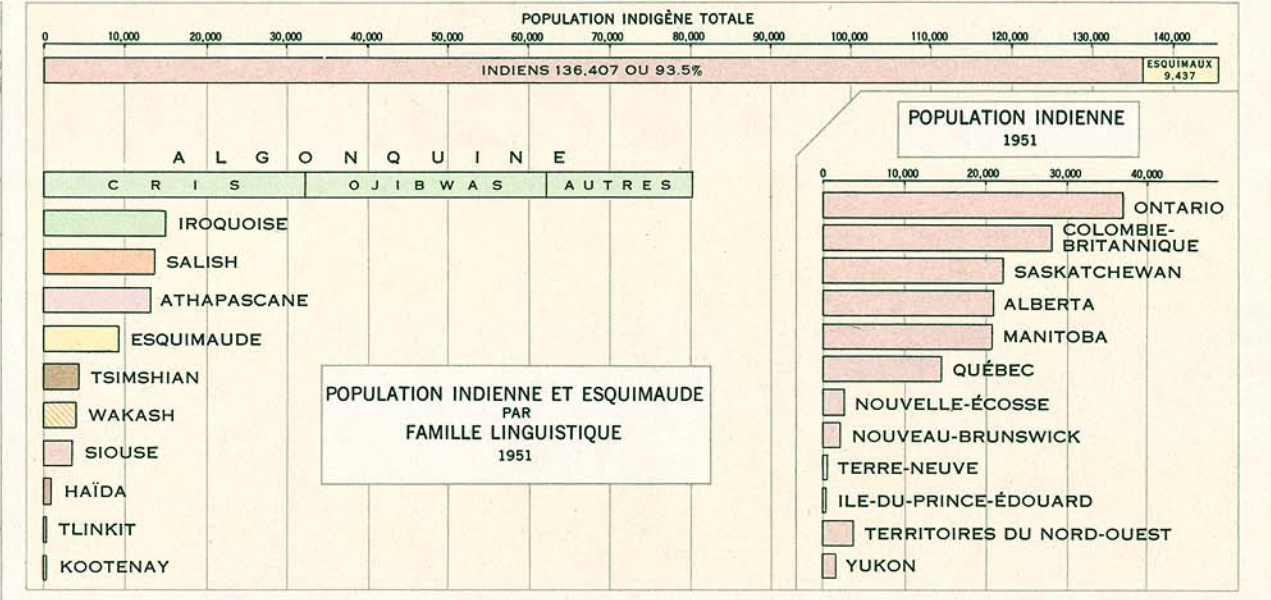 POPULATION INDIGÈNE TOTALE
0 10,000 20,000 30,000 40,000 50,000 60,000 70,000 80,000 90,000 100,000 110,000 120,000 130,000 140,000
INDIENS 136,407 OU 93.5%
ESQUIMAUX
9,437
ALGONQUINE
CRIS OJIBWAS AUTRES
IROQUOISE
SALISH
ATHAPASCANE
ESQUIMAUDE
TSIMSHIAN
WAKASH
SIOUSE
HAÏDA
TLINKIT
KOOTENAY
POPULATION INDIENNE ET ESQUIMAUDE
PAR
FAMILLE LINGUISTIQUE
1951
POPULATION INDIENNE
1951
0 10,000 20,000 30,000 40,000
ONTARIO
COLOMBIE-
BRITANNIQUE
SASKATCHEWAN
ALBERTA
MANITOBA
QUÉBEC
NOUVELLE-ÉCOSSE
NOUVEAU-BRUNSWICK
TERRE-NEUVE
ILE-DU-PRINCE-ÉDOUARD
TERRITOIRES DU NORD-OUEST
YUKON